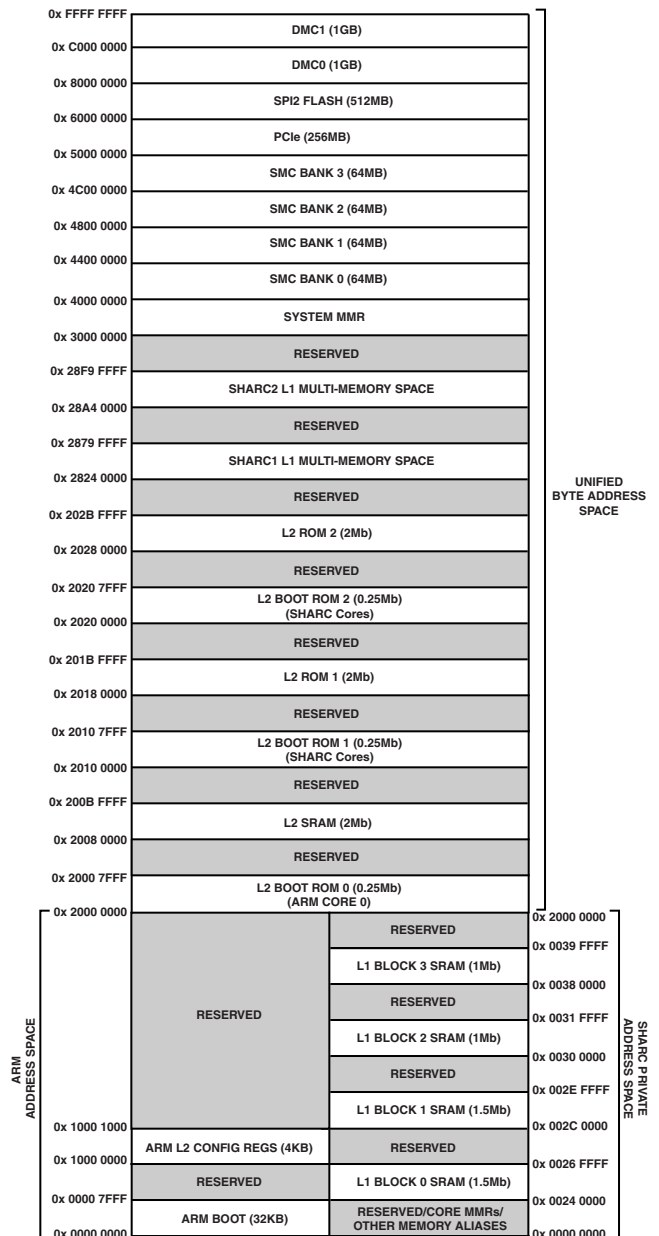 0x FFFF FFFF
DMC1 (1GB)
0x C000 0000
DMC0 (1GB)
0x 8000 0000
SPI2 FLASH (512MB)
0x 6000 0000
PCIe (256MB)
0x 5000 0000
SMC BANK 3 (64MB)
0x 4C00 0000
SMC BANK 2 (64MB)
0x 4800 0000
SMC BANK 1 (64MB)
0x 4400 0000
SMC BANK 0 (64MB)
0x 4000 0000
SYSTEM MMR
0x 3000 0000
RESERVED
0x 28F9 FFFF
SHARC2 L1 MULTI-MEMORY SPACE
0x 28A4 0000
RESERVED
0x 2879 FFFF
SHARC1 L1 MULTI-MEMORY SPACE
0x 2824 0000
RESERVED
0x 202B FFFF
L2 ROM 2 (2Mb)
0x 2028 0000
RESERVED
0x 2020 7FFF
L2 BOOT ROM 2 (0.25Mb)
(SHARC Cores)
0x 2020 0000
RESERVED
0x 201B FFFF
L2 ROM 1 (2Mb)
0x 2018 0000
RESERVED
0x 2010 7FFF
L2 BOOT ROM 1 (0.25Mb)
(SHARC Cores)
0x 2010 0000
RESERVED
0x 200B FFFF
L2 SRAM (2Mb)
0x 2008 0000
RESERVED
0x 2000 7FFF
L2 BOOT ROM 0 (0.25Mb)
(ARM CORE 0)
0x 2000 0000
UNIFIED
BYTE ADDRESS
SPACE
ARM
ADDRESS SPACE
RESERVED
0x 1000 1000
ARM L2 CONFIG REGS (4KB)
0x 1000 0000
RESERVED
0x 0000 7FFF
ARM BOOT (32KB)
0x 0000 0000
0x 2000 0000
RESERVED
0x 0039 FFFF
L1 BLOCK 3 SRAM (1Mb)
0x 0038 0000
RESERVED
0x 0031 FFFF
L1 BLOCK 2 SRAM (1Mb)
0x 0030 0000
RESERVED
0x 002E FFFF
L1 BLOCK 1 SRAM (1.5Mb)
0x 002C 0000
RESERVED
0x 0026 FFFF
L1 BLOCK 0 SRAM (1.5Mb)
0x 0024 0000
RESERVED/CORE MMRs/
OTHER MEMORY ALIASES
0x 0000 0000
SHARC PRIVATE
ADDRESS SPACE